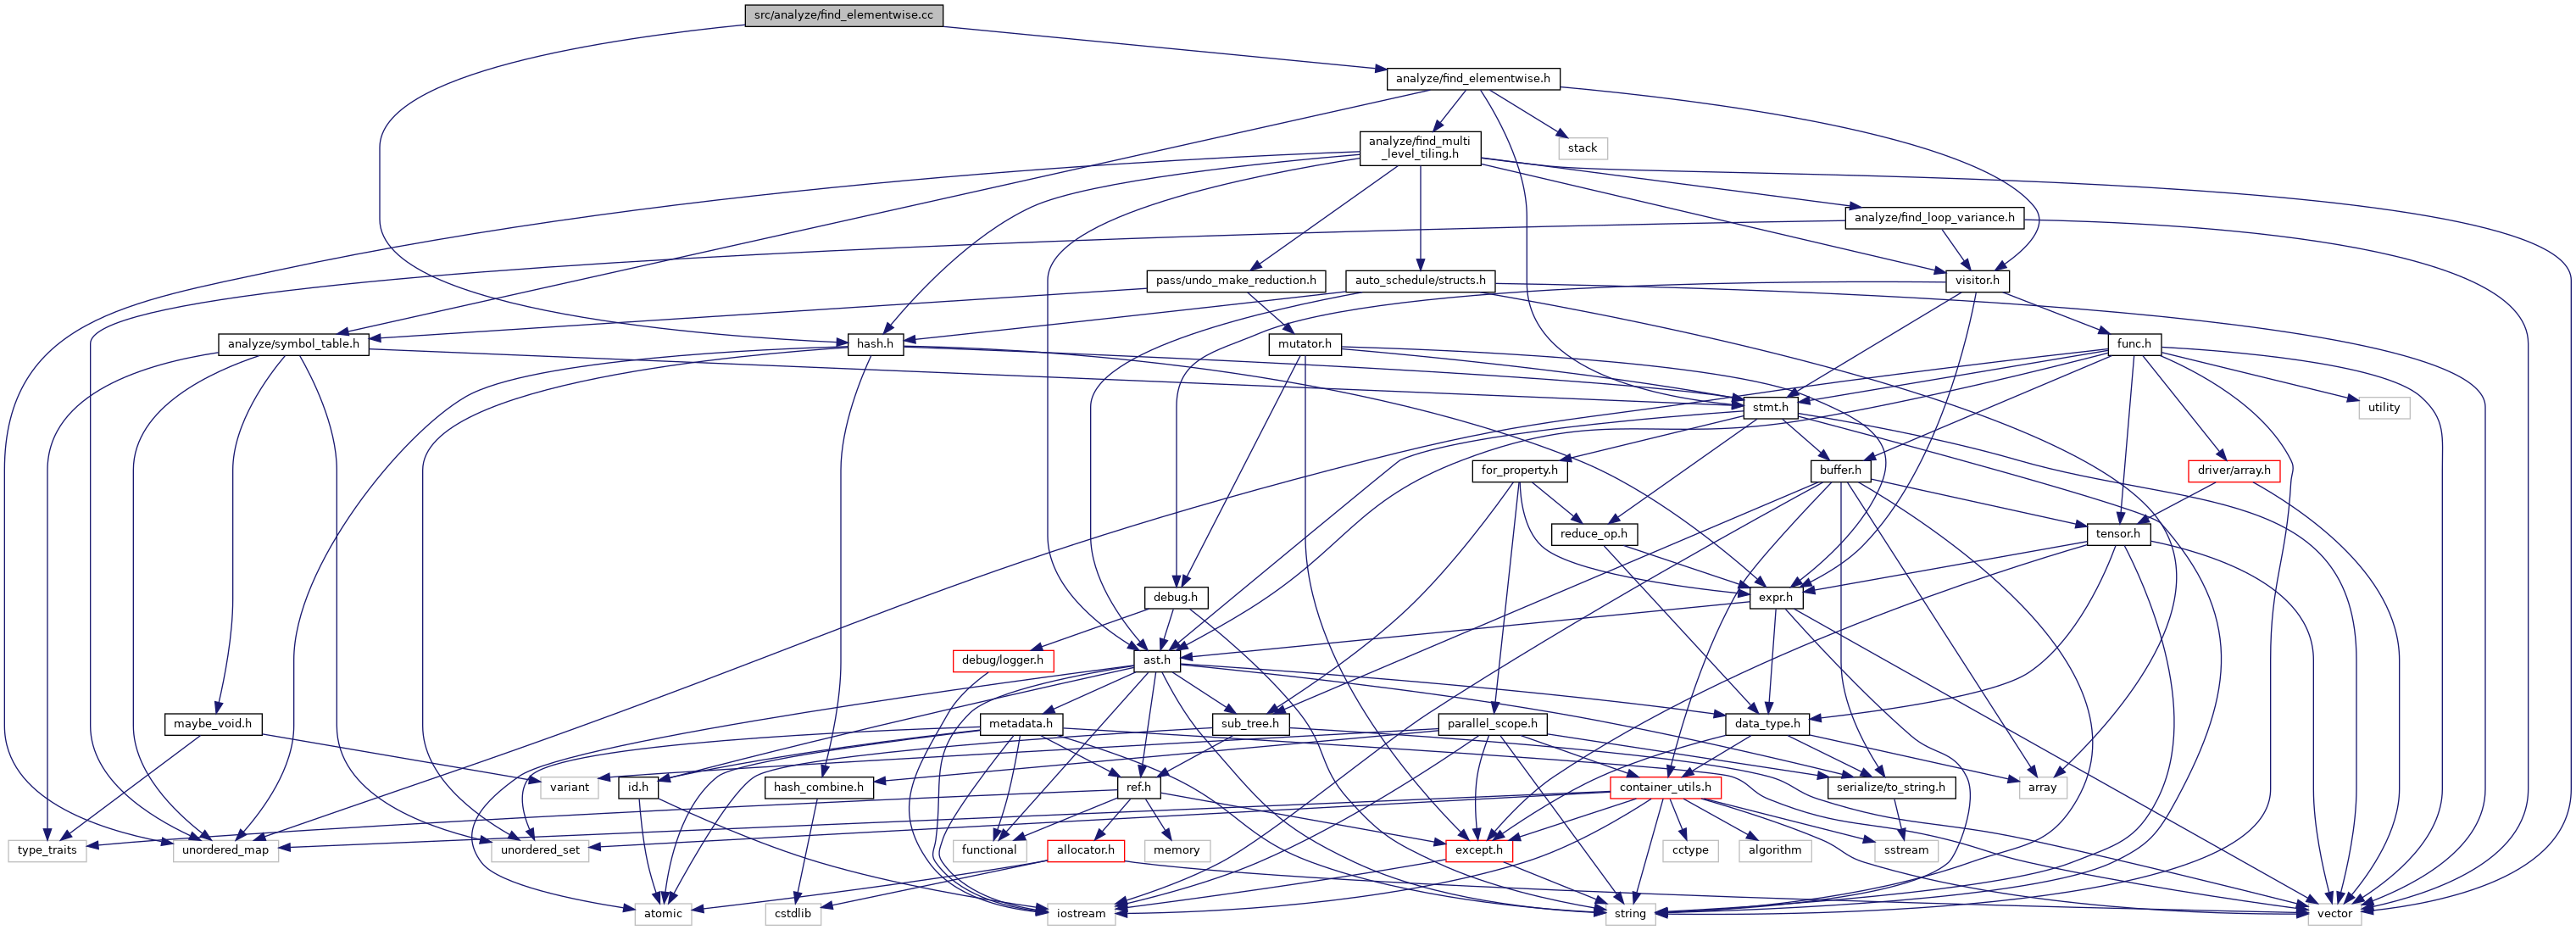 src/analyze/find_elementwise.cc
analyze/find_elementwise.h
analyze/find_multi
_level_tiling.h
stack
analyze/find_loop_variance.h
pass/undo_make_reduction.h
auto_schedule/structs.h
visitor.h
analyze/symbol_table.h
hash.h
mutator.h
func.h
stmt.h
utility
for_property.h
buffer.h
driver/array.h
reduce_op.h
tensor.h
debug.h
expr.h
debug/logger.h
ast.h
maybe_void.h
metadata.h
sub_tree.h
parallel_scope.h
data_type.h
variant
id.h
hash_combine.h
ref.h
container_utils.h
serialize/to_string.h
array
type_traits
unordered_map
unordered_set
functional
allocator.h
memory
except.h
cctype
algorithm
sstream
atomic
cstdlib
iostream
string
vector